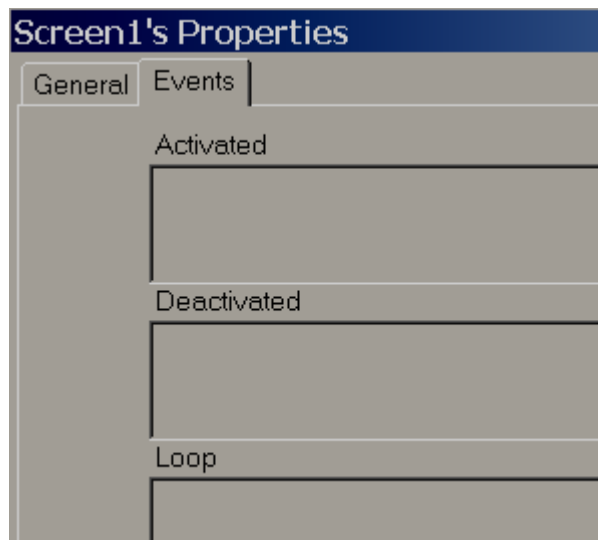 Screen1's Properties
General Events
Activated
Deactivated
Loop